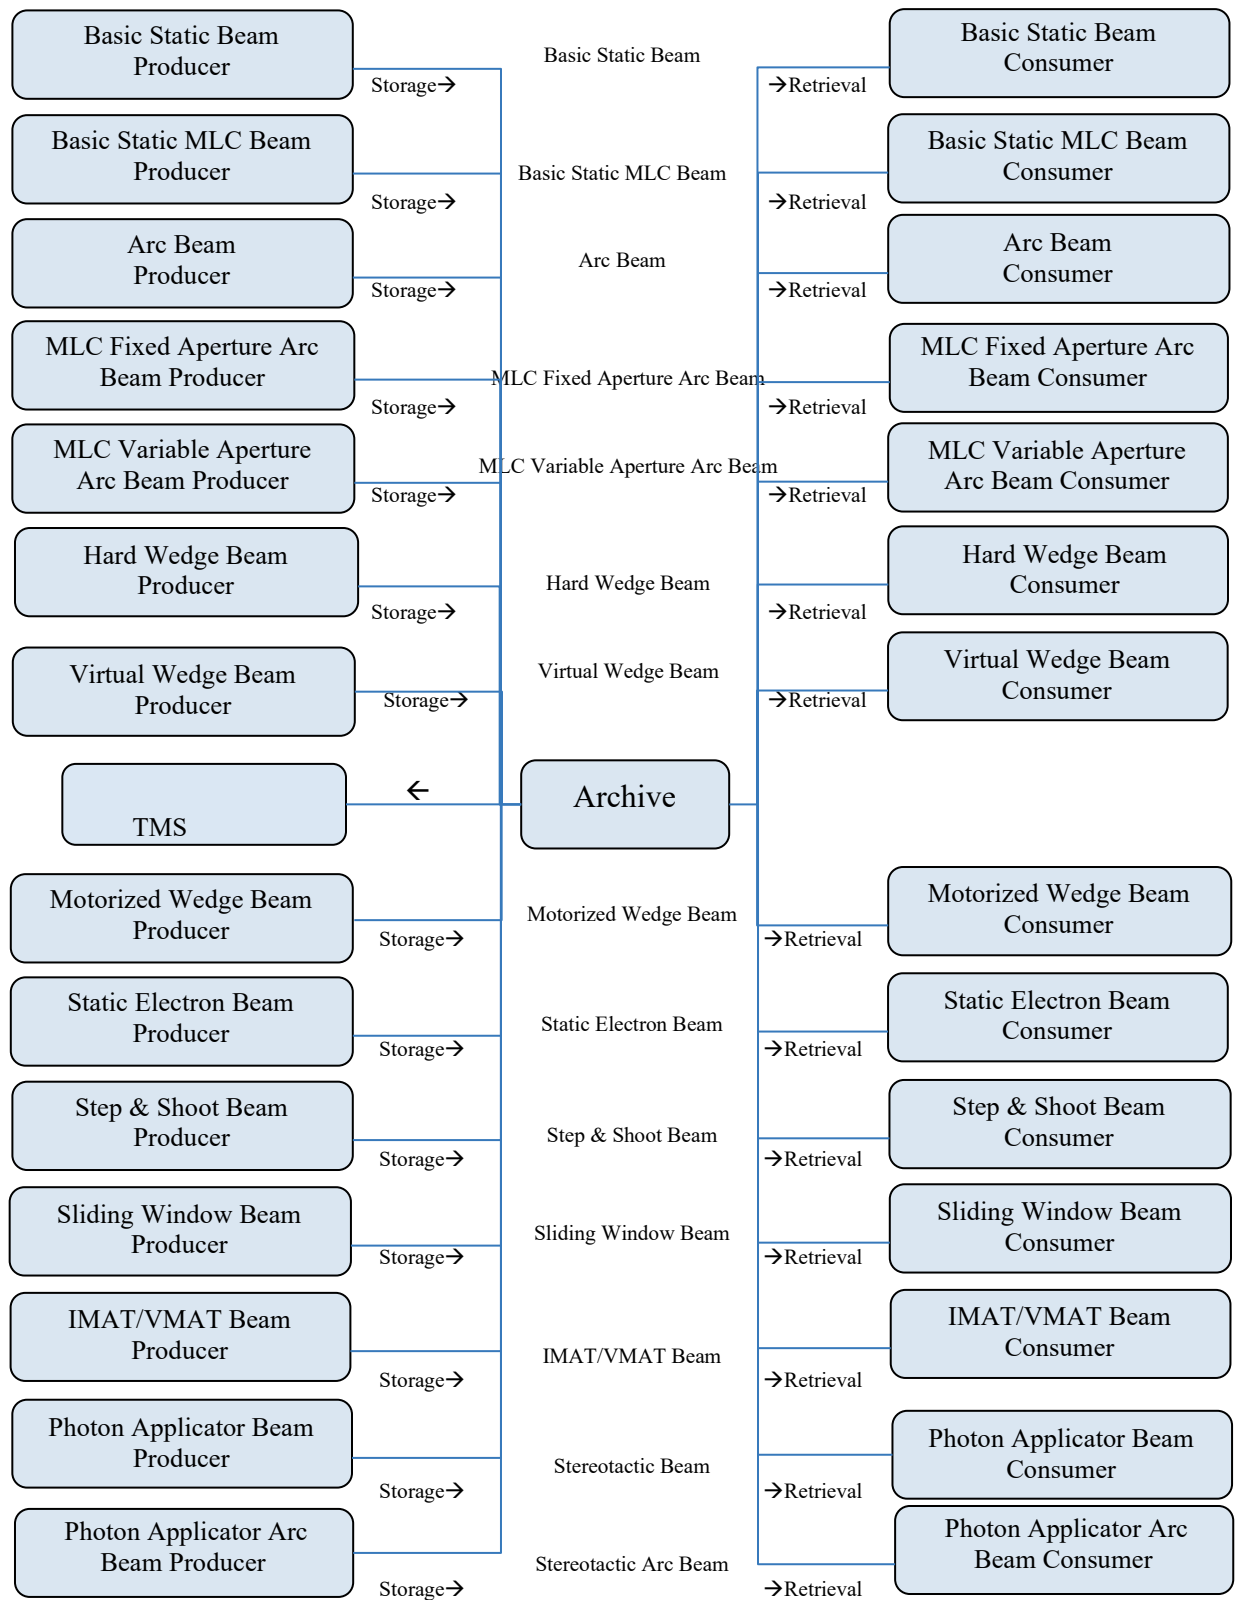 Basic Static Beam
Producer
Storage→
Basic Static Beam
→Retrieval
Basic Static Beam
Consumer
Basic Static MLC Beam
Producer
Storage→
Basic Static MLC Beam
→Retrieval
Basic Static MLC Beam
Consumer
Arc Beam
Producer
Storage→
Arc Beam
→Retrieval
Arc Beam
Consumer
MLC Fixed Aperture Arc
Beam Producer
Storage→
MLC Fixed Aperture Arc Beam
→Retrieval
MLC Fixed Aperture Arc
Beam Consumer
MLC Variable Aperture
Arc Beam Producer
Storage→
MLC Variable Aperture Arc Beam
→Retrieval
MLC Variable Aperture
Arc Beam Consumer
Hard Wedge Beam
Producer
Storage→
Hard Wedge Beam
→Retrieval
Hard Wedge Beam
Consumer
Virtual Wedge Beam
Producer
Storage→
Virtual Wedge Beam
→Retrieval
Virtual Wedge Beam
Consumer
TMS
←
Archive
Motorized Wedge Beam
Producer
Storage→
Motorized Wedge Beam
→Retrieval
Motorized Wedge Beam
Consumer
Static Electron Beam
Producer
Storage→
Static Electron Beam
→Retrieval
Static Electron Beam
Consumer
Step & Shoot Beam
Producer
Storage→
Step & Shoot Beam
→Retrieval
Step & Shoot Beam
Consumer
Sliding Window Beam
Producer
Storage→
Sliding Window Beam
→Retrieval
Sliding Window Beam
Consumer
IMAT/VMAT Beam
Producer
Storage→
IMAT/VMAT Beam
→Retrieval
IMAT/VMAT Beam
Consumer
Photon Applicator Beam
Producer
Storage→
Stereotactic Beam
→Retrieval
Photon Applicator Beam
Consumer
Photon Applicator Arc
Beam Producer
Storage→
Stereotactic Arc Beam
→Retrieval
Photon Applicator Arc
Beam Consumer